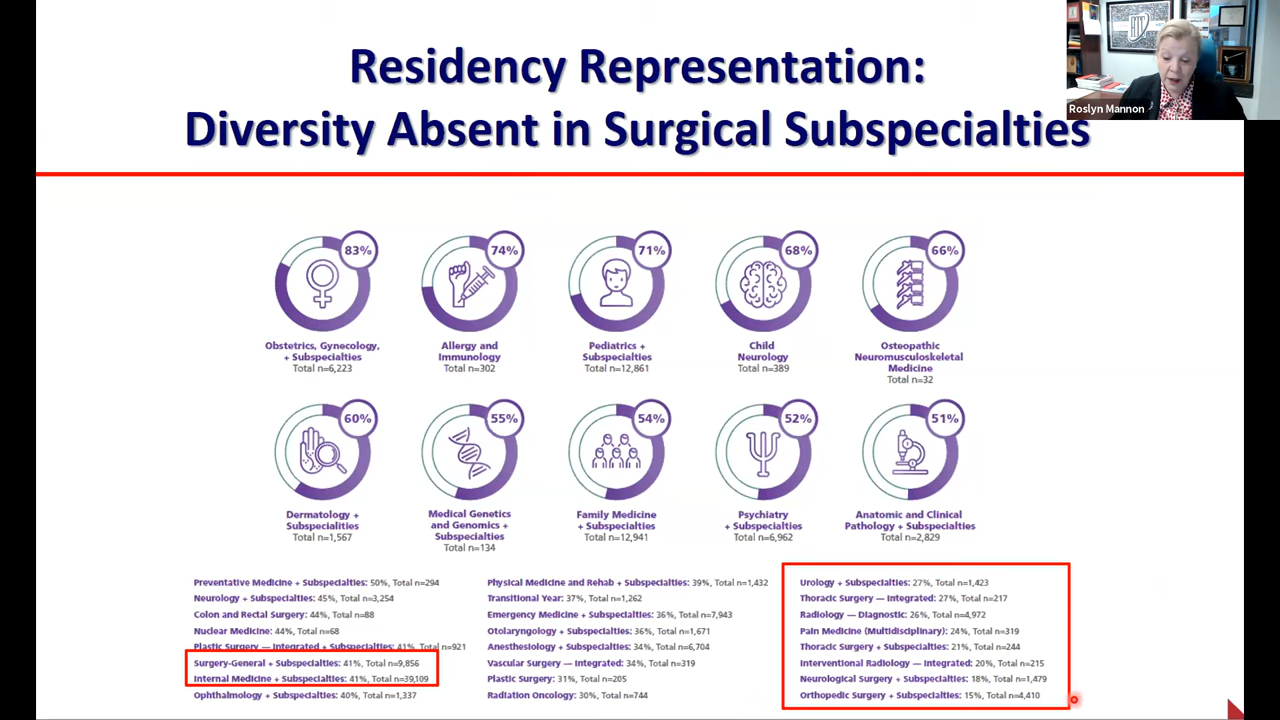 Residency Representation:
Diversity Absent in Surgical Subspecialties
Roslyn Mannon
83%
74%
71%
68%
66%
Obstetrics, Gynecology,
+ Subspecialties
Total n=6,223
Allergy and
Immunology
Total n=302
Pediatrics +
Subspecialties
Total n=12,861
Child
Neurology
Total n=389
Osteopathic
Neuromusculoskeletal
Medicine
Total n=32
60%
55%
54%
52%
51%
Dermatology +
Subspecialities
Total n=1,567
Medical Genetics
and Genomics +
Subspecialties
Total n=134
Family Medicine
+ Subspecialties
Total n=12,941
Psychiatry
+ Subspecialties
Total n=6,962
Anatomic and Clinical
Pathology + Subspecialties
Total n=2,829
Preventative Medicine + Subspecialties: 50%, Total n=294
Neurology + Subspecialties: 45%, Total n=3,254
Colon and Rectal Surgery: 44%, Total n=88
Nuclear Medicine: 44%, Total n=68
Plastic Surgery — Integrated + Subspecialties: 41%, Total n=921
Surgery-General + Subspecialties: 41%, Total n=9,856
Internal Medicine + Subspecialties: 41%, Total n=39,109
Ophthalmology + Subspecialties: 40%, Total n=1,337
Physical Medicine and Rehab + Subspecialties: 39%, Total n=1,432
Transitional Year: 37%, Total n=1,262
Emergency Medicine + Subspecialties: 36%, Total n=7,943
Otolaryngology + Subspecialties: 36%, Total n=1,671
Anesthesiology + Subspecialties: 34%, Total n=6,704
Vascular Surgery — Integrated: 34%, Total n=319
Plastic Surgery: 31%, Total n=205
Radiation Oncology: 30%, Total n=744
Urology + Subspecialties: 27%, Total n=1,423
Thoracic Surgery — Integrated: 27%, Total n=217
Radiology — Diagnostic: 26%, Total n=4,972
Pain Medicine (Multidisciplinary): 24%, Total n=319
Thoracic Surgery + Subspecialties: 21%, Total n=244
Interventional Radiology — Integrated: 20%, Total n=215
Neurological Surgery + Subspecialties: 18%, Total n=1,479
Orthopedic Surgery + Subspecialties: 15%, Total n=4,410